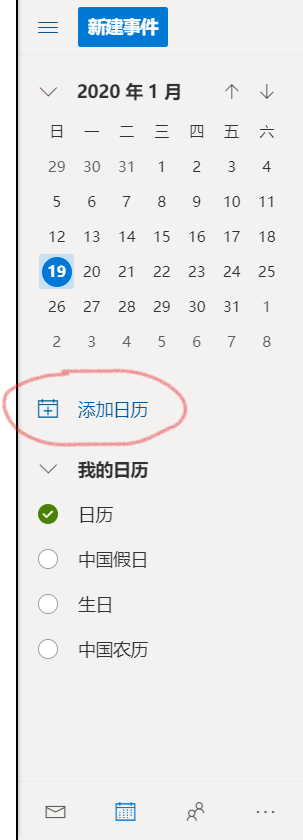 新建事件
2020 年 1 月
日 一 二 三 四 五 六
29 30 31 1 2 3 4
5 6 7 8 9 10 11
12 13 14 15 16 17 18
19 20 21 22 23 24 25
26 27 28 29 30 31 1
2 3 4 5 6 7 8
添加日历
我的日历
日历
中国假日
生日
中国农历